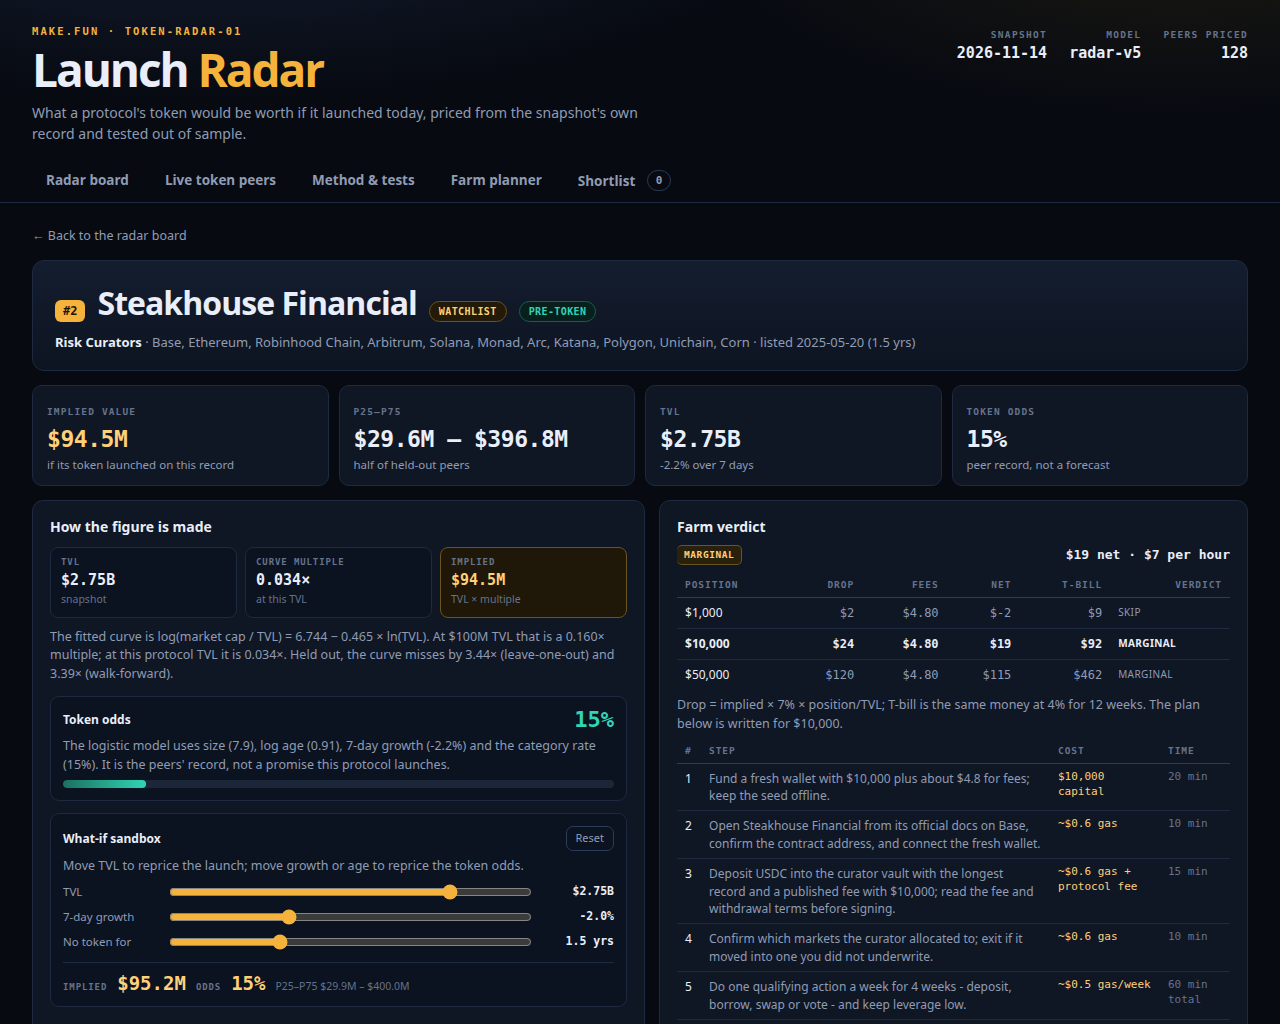 MAKE.FUN · TOKEN-RADAR-01
Launch Radar
What a protocol's token would be worth if it launched today, priced from the snapshot's own
record and tested out of sample.
SNAPSHOT
2026-11-14
MODEL
radar-v5
PEERS PRICED
128
Radar board
Live token peers
Method & tests
Farm planner
Shortlist 0
← Back to the radar board
#2 Steakhouse Financial WATCHLIST PRE-TOKEN
Risk Curators · Base, Ethereum, Robinhood Chain, Arbitrum, Solana, Monad, Arc, Katana, Polygon, Unichain, Corn · listed 2025-05-20 (1.5 yrs)
IMPLIED VALUE
$94.5M
if its token launched on this record
P25–P75
$29.6M — $396.8M
half of held-out peers
TVL
$2.75B
-2.2% over 7 days
TOKEN ODDS
15%
peer record, not a forecast
How the figure is made
TVL
$2.75B
snapshot
CURVE MULTIPLE
0.034×
at this TVL
IMPLIED
$94.5M
TVL × multiple
The fitted curve is log(market cap / TVL) = 6.744 − 0.465 × ln(TVL). At $100M TVL that is a 0.160×
multiple; at this protocol TVL it is 0.034×. Held out, the curve misses by 3.44× (leave-one-out) and
3.39× (walk-forward).
Token odds 15%
The logistic model uses size (7.9), log age (0.91), 7-day growth (-2.2%) and the category rate
(15%). It is the peers' record, not a promise this protocol launches.
What-if sandbox Reset
Move TVL to reprice the launch; move growth or age to reprice the token odds.
TVL $2.75B
7-day growth -2.0%
No token for 1.5 yrs
IMPLIED $95.2M ODDS 15% P25–P75 $29.9M – $400.0M
Farm verdict
MARGINAL $19 net · $7 per hour
POSITION DROP FEES NET T-BILL VERDICT
$1,000 $2 $4.80 $-2 $9 SKIP
$10,000 $24 $4.80 $19 $92 MARGINAL
$50,000 $120 $4.80 $115 $462 MARGINAL
Drop = implied × 7% × position/TVL; T-bill is the same money at 4% for 12 weeks. The plan
below is written for $10,000.
# STEP COST TIME
1 Fund a fresh wallet with $10,000 plus about $4.8 for fees; $10,000 20 min
keep the seed offline. capital
2 Open Steakhouse Financial from its official docs on Base, ~$0.6 gas 10 min
confirm the contract address, and connect the fresh wallet.
3 Deposit USDC into the curator vault with the longest ~$0.6 gas + 15 min
record and a published fee with $10,000; read the fee and protocol fee
withdrawal terms before signing.
4 Confirm which markets the curator allocated to; exit if it ~$0.6 gas 10 min
moved into one you did not underwrite.
5 Do one qualifying action a week for 4 weeks - deposit, ~$0.5 gas/week 60 min
borrow, swap or vote - and keep leverage low. total